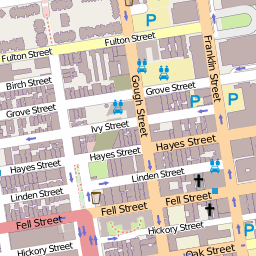 Fulton Street
Fulton Street
Franklin Street
Birch Street
Grove Street
Gough Street
Grove Street
Ivy Street
Hayes Street
Hayes Street
Hayes Street
Linden Street
Linden Street
Fell Street
Fell Street
Fell Street
Hickory Street
Hickory Street
Oak Street
P
P
P
P